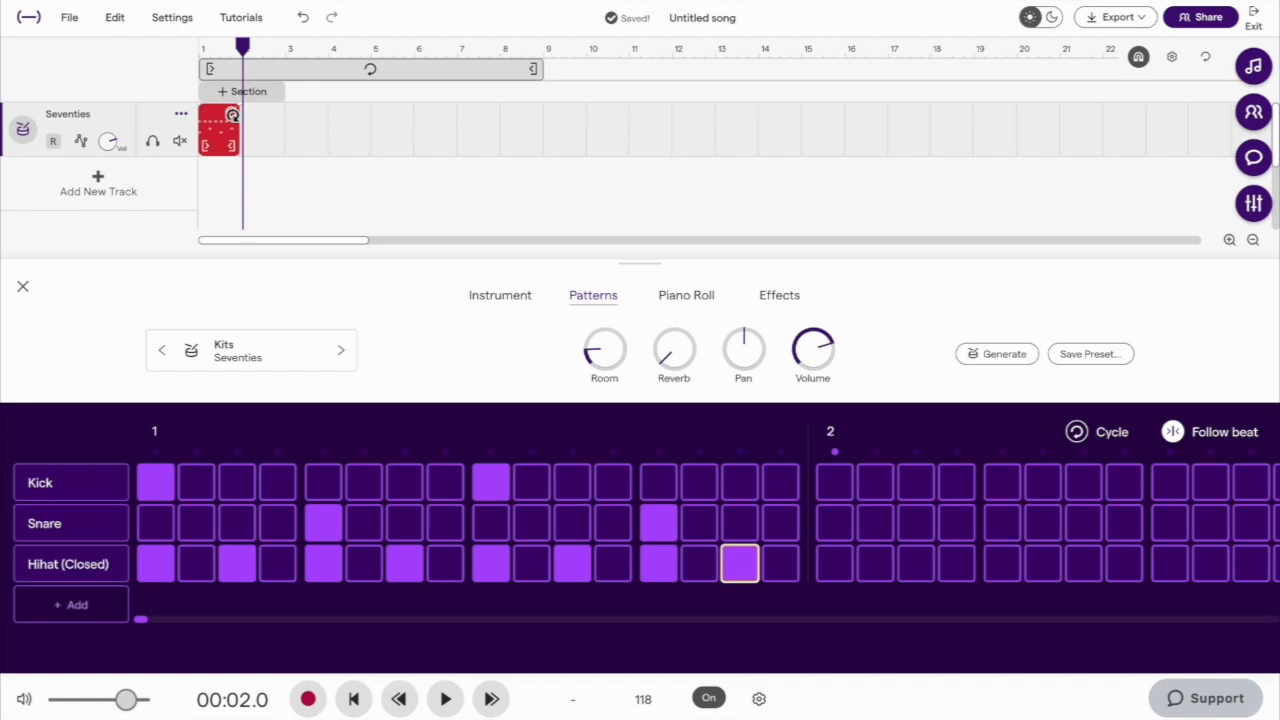 File Edit Settings Tutorials Saved! Untitled song Export Share Exit
1 3 4 5 6 7 8 9 10 11 12 13 14 15 16 17 18 19 20 21 22
+ Section
Seventies
R Vol
Add New Track
Instrument Patterns Piano Roll Effects
Kits
Seventies
Generate Save Preset...
Room Reverb Pan Volume
1 2 Cycle Follow beat
Kick
Snare
Hihat (Closed)
+ Add
00:02.0 - 118 On Support